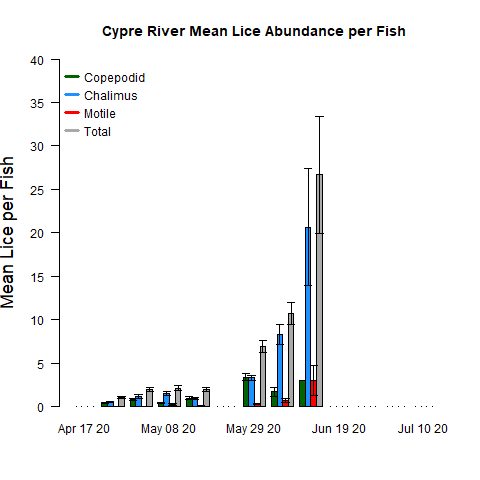 Cypre River Mean Lice Abundance per Fish
Mean Lice per Fish
40
35
30
25
20
15
10
5
0
Copepodid
Chalimus
Motile
Total
Apr 17 20
May 08 20
May 29 20
Jun 19 20
Jul 10 20